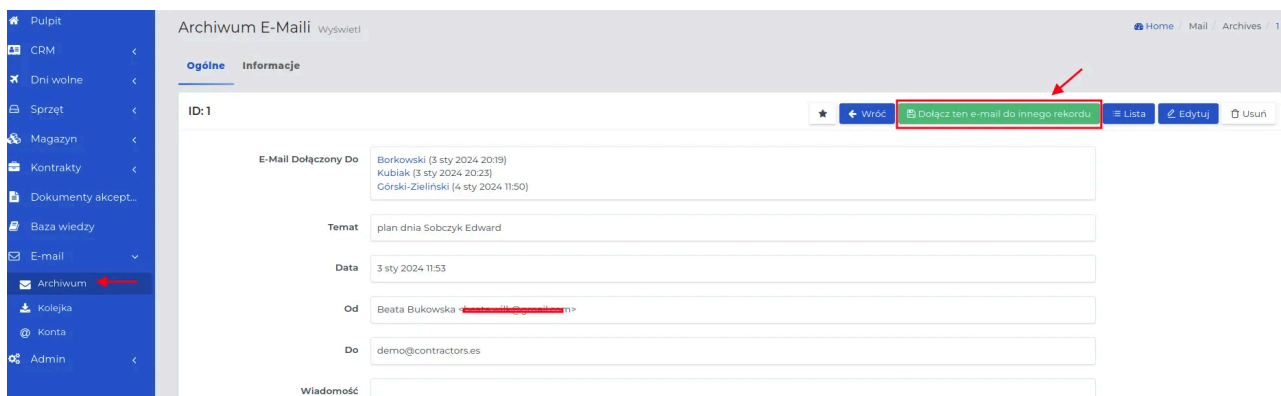 Pulpit
CRM
Dni wolne
Sprzęt
Magazyn
Kontrakty
Dokumenty akcept...
Baza wiedzy
E-mail
Archiwum
Kolejka
@ Konta
Admin
Archiwum E-Maili Wyświetl
Home / Mail / Archives / 1
Ogólne Informacje
ID: 1
Wróć Dołącz ten e-mail do innego rekordu Lista Edytuj Usuń
E-Mail Dołączony Do
Borkowski (3 sty 2024 20:19)
Kubiak (3 sty 2024 20:23)
Górski-Zieliński (4 sty 2024 11:50)
Temat plan dnia Sobczyk Edward
Data 3 sty 2024 11:53
Od Beata Bukowska
Do demo@contractors.es
Wiadomość